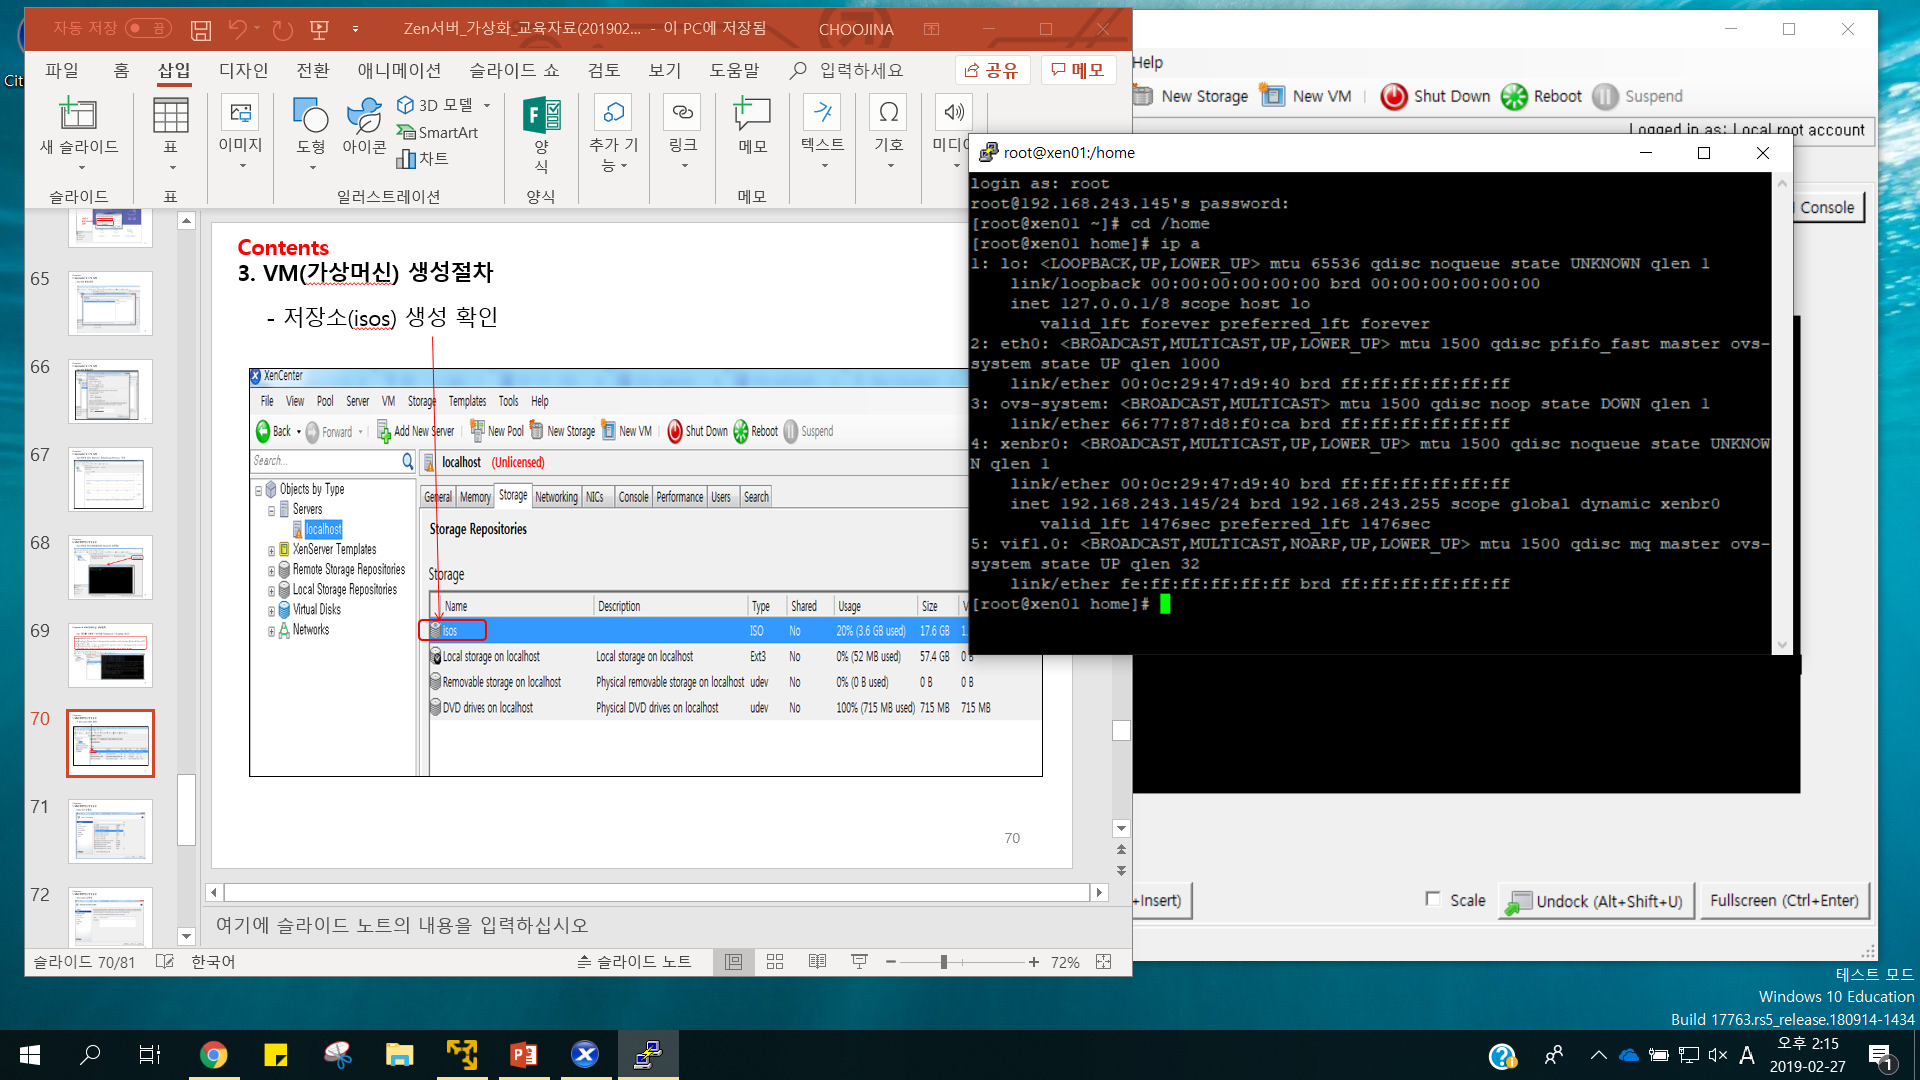 자동 저장 끔
Zen서버_가상화_교육자료(201902... - 이 PC에 저장됨
CHOOJINA
파일 홈 삽입 디자인 전환 애니메이션 슬라이드 쇼 검토 보기 도움말 입력하세요 공유 메모
새 슬라이드
표
이미지
도형
아이콘
3D 모델
SmartArt
차트
양식
추가 기능
링크
메모
텍스트
기호
슬라이드
표
일러스트레이션
양식
메모
65
66
67
68
69
70
71
72
Contents
3. VM(가상머신) 생성절차
- 저장소(isos) 생성 확인
XenCenter
File View Pool Server VM Storage Templates Tools Help
Back Forward Add New Server New Pool New Storage New VM Shut Down Reboot Suspend
Search...
localhost (Unlicensed)
Objects by Type
Servers
localhost
XenServer Templates
Remote Storage Repositories
Local Storage Repositories
Virtual Disks
Networks
General Memory Storage Networking NICs Console Performance Users Search
Storage Repositories
Storage
Name Description Type Shared Usage Size
isos ISO No 20% (3.6 GB used) 17.6 GB 1.
Local storage on localhost Local storage on localhost Ext3 No 0% (52 MB used) 57.4 GB 0 B
Removable storage on localhost Physical removable storage on localhost udev No 0% (0 B used) 0 B 0 B
DVD drives on localhost Physical DVD drives on localhost udev No 100% (715 MB used) 715 MB 715 MB
70
여기에 슬라이드 노트의 내용을 입력하십시오
슬라이드 70/81 한국어 슬라이드 노트 72%
Help
New Storage New VM Shut Down Reboot Suspend
Logged in as: Local root account
Console
root@xen01:/home
login as: root
root@192.168.243.145's password:
[root@xen01 ~]# cd /home
[root@xen01 home]# ip a
1: lo: <LOOPBACK,UP,LOWER_UP> mtu 65536 qdisc noqueue state UNKNOWN qlen 1
link/loopback 00:00:00:00:00:00 brd 00:00:00:00:00:00
inet 127.0.0.1/8 scope host lo
valid_lft forever preferred_lft forever
2: eth0: <BROADCAST,MULTICAST,UP,LOWER_UP> mtu 1500 qdisc pfifo_fast master ovs-
system state UP qlen 1000
link/ether 00:0c:29:47:d9:40 brd ff:ff:ff:ff:ff:ff
3: ovs-system: <BROADCAST,MULTICAST> mtu 1500 qdisc noop state DOWN qlen 1
link/ether 66:77:87:d8:f0:ca brd ff:ff:ff:ff:ff:ff
4: xenbr0: <BROADCAST,MULTICAST,UP,LOWER_UP> mtu 1500 qdisc noqueue state UNKNOW
N qlen 1
link/ether 00:0c:29:47:d9:40 brd ff:ff:ff:ff:ff:ff
inet 192.168.243.145/24 brd 192.168.243.255 scope global dynamic xenbr0
valid_lft 1476sec preferred_lft 1476sec
5: vif1.0: <BROADCAST,MULTICAST,NOARP,UP,LOWER_UP> mtu 1500 qdisc mq master ovs-
system state UP qlen 32
link/ether fe:ff:ff:ff:ff:ff brd ff:ff:ff:ff:ff:ff
[root@xen01 home]#
+Insert)
Scale
Undock (Alt+Shift+U)
Fullscreen (Ctrl+Enter)
테스트 모드
Windows 10 Education
Build 17763.rs5_release.180914-1434
A
오후 2:15
2019-02-27
1